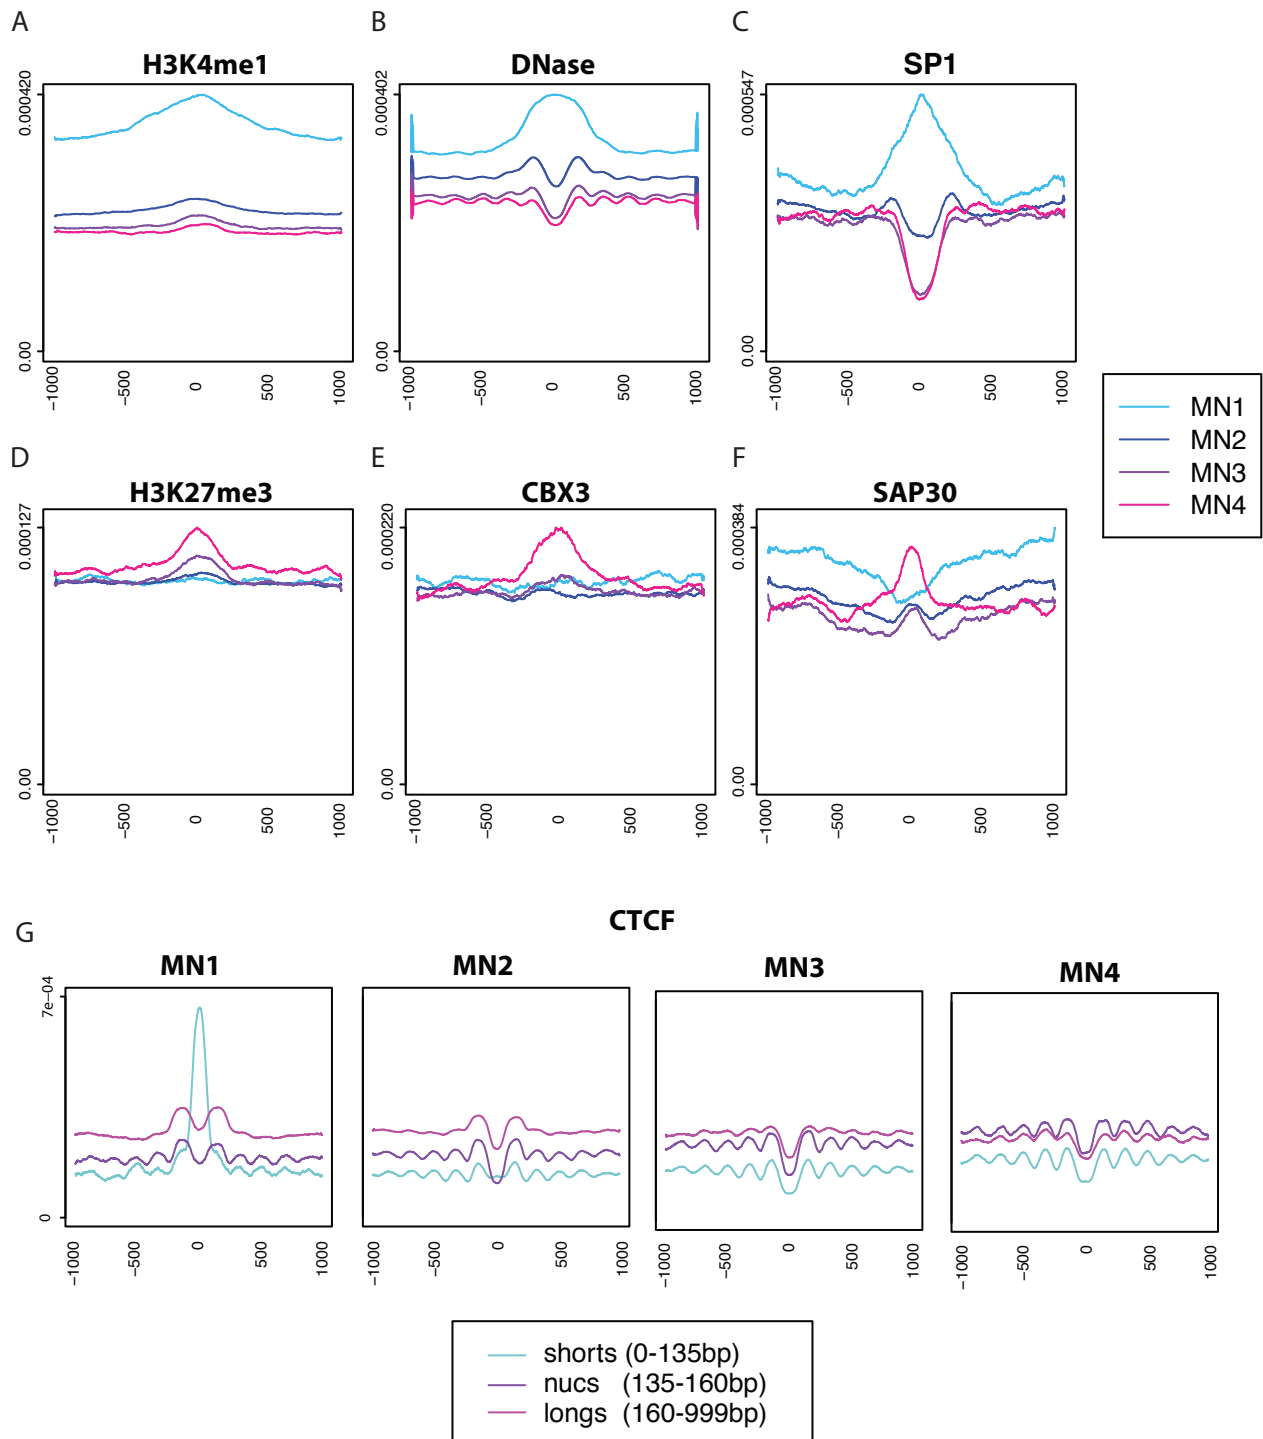 A
B
C
H3K4me1
DNase
SP1
0.000420
0.00
−1000
−500
0
500
1000
0.000402
0.00
−1000
−500
0
500
1000
0.000547
0.00
−1000
−500
0
500
1000
MN1
MN2
MN3
MN4
D
E
F
H3K27me3
CBX3
SAP30
0.000127
0.00
−1000
−500
0
500
1000
0.000220
0.00
−1000
−500
0
500
1000
0.000384
0.00
−1000
−500
0
500
1000
CTCF
G
MN1
MN2
MN3
MN4
7e−04
0
−1000
−500
0
500
1000
−1000
−500
0
500
1000
−1000
−500
0
500
1000
−1000
−500
0
500
1000
shorts (0-135bp)
nucs (135-160bp)
longs (160-999bp)